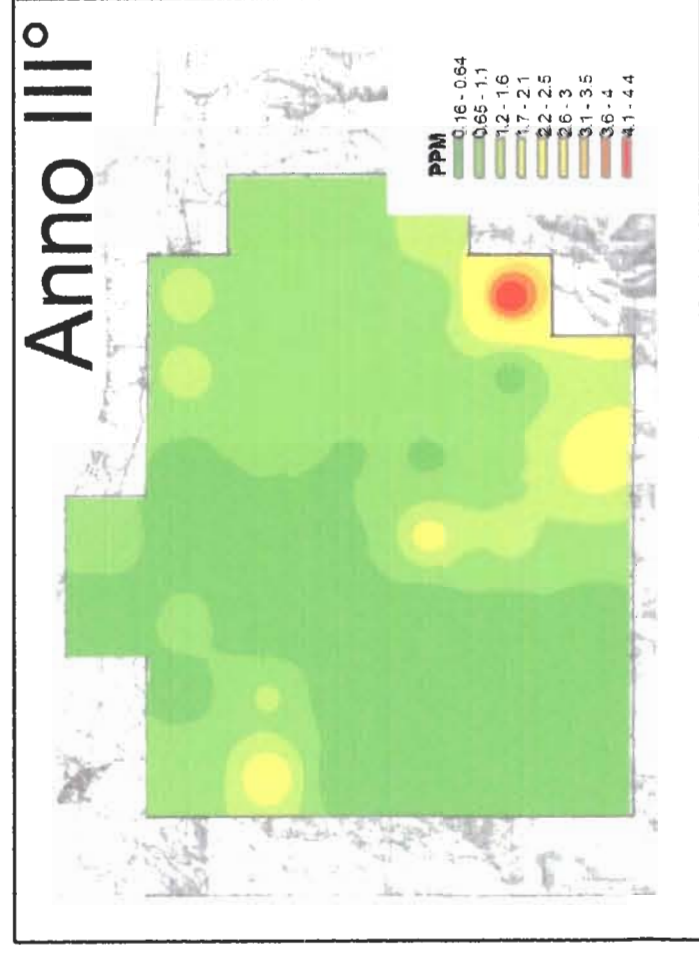 Anno III°
PPM
0.16 - 0.64
0.65 - 1.1
1.2 - 1.6
1.7 - 2.1
2.2 - 2.5
2.6 - 3
3.1 - 3.5
3.6 - 4
4.1 - 4.4